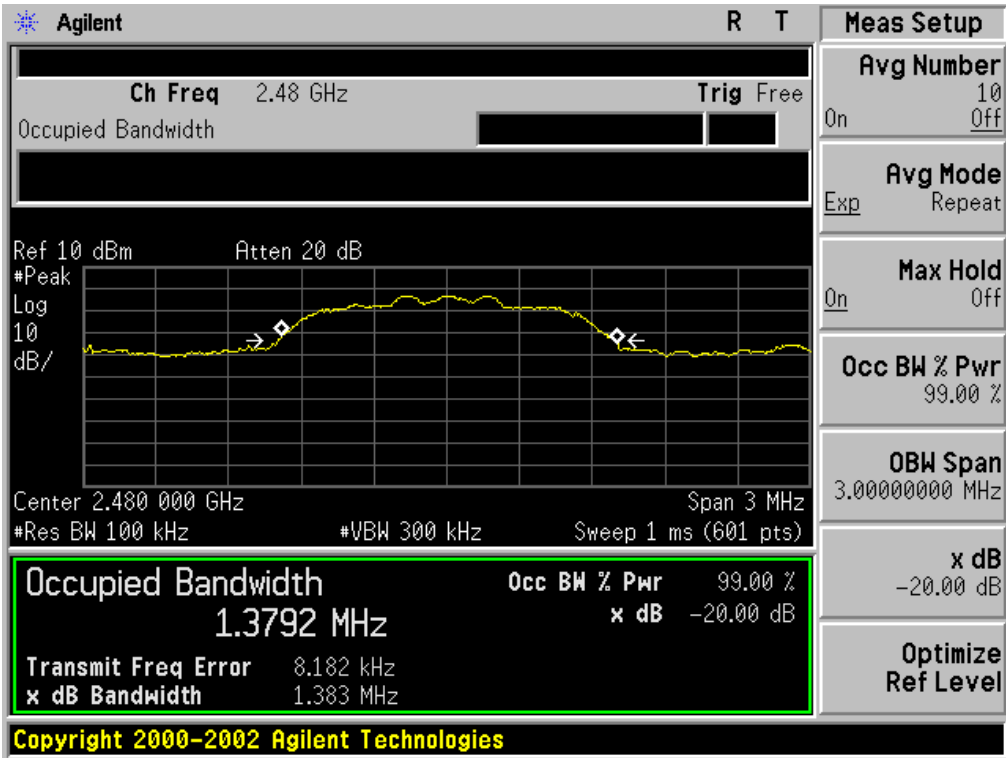 Agilent R T
Ch Freq 2.48 GHz Trig Free
Occupied Bandwidth
Ref 10 dBm Atten 20 dB
#Peak
Log
10
dB/
Center 2.480 000 GHz Span 3 MHz
#Res BW 100 kHz #VBW 300 kHz Sweep 1 ms (601 pts)
Occupied Bandwidth Occ BW % Pwr 99.00 %
1.3792 MHz x dB -20.00 dB
Transmit Freq Error 8.182 kHz
x dB Bandwidth 1.383 MHz
Copyright 2000-2002 Agilent Technologies
Meas Setup
Avg Number
10
On Off
Avg Mode
Exp Repeat
Max Hold
On Off
Occ BW % Pwr
99.00 %
OBW Span
3.00000000 MHz
x dB
-20.00 dB
Optimize
Ref Level